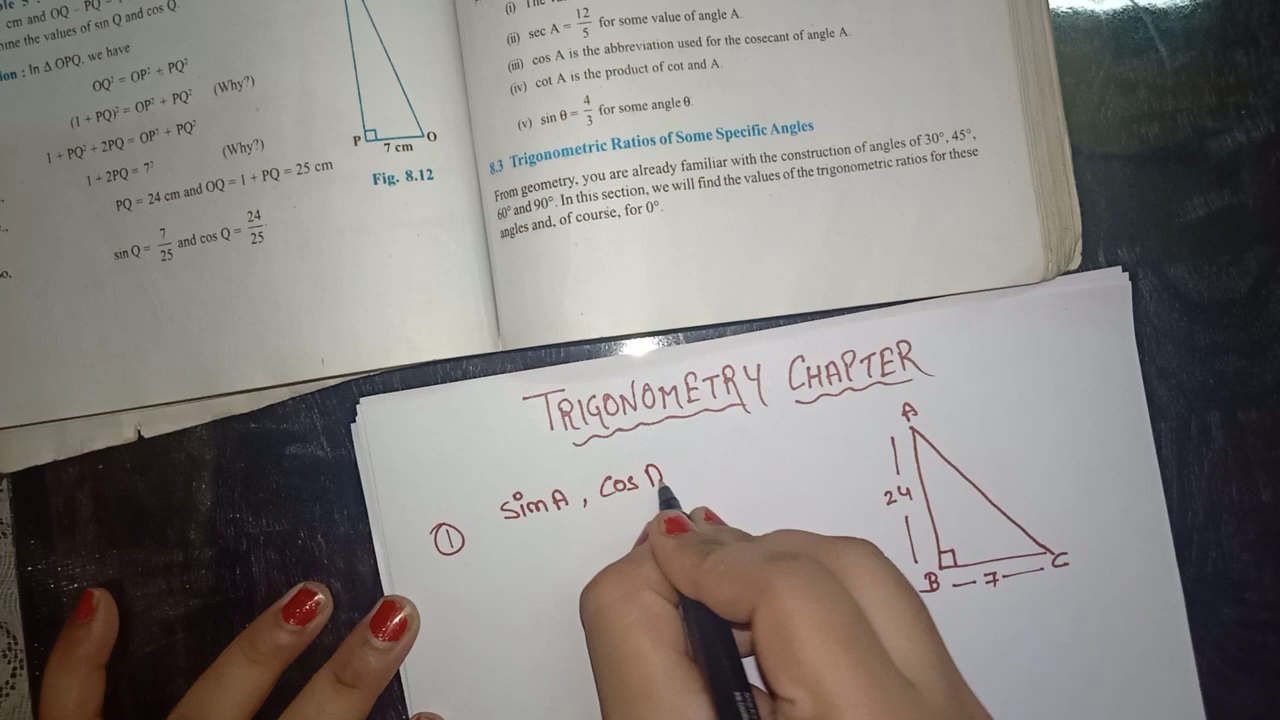 cm and OQ – PQ
the values of sin Q and cos Q.
ion : In Δ OPQ, we have
OQ² = OP² + PQ²
(1 + PQ)² = OP² + PQ² (Why?)
1 + PQ² + 2PQ = OP² + PQ²
1 + 2PQ = 7² (Why?)
PQ = 24 cm and OQ = 1 + PQ = 25 cm
sin Q = 7/25 and cos Q = 24/25
P
7 cm
O
Fig. 8.12
(i) The
(ii) sec A = 12/5 for some value of angle A.
(iii) cos A is the abbreviation used for the cosecant of angle A.
(iv) cot A is the product of cot and A.
(v) sin θ = 4/3 for some angle θ.
8.3 Trigonometric Ratios of Some Specific Angles
From geometry, you are already familiar with the construction of angles of 30°, 45°,
60° and 90°. In this section, we will find the values of the trigonometric ratios for these
angles and, of course, for 0°.
TRIGONOMETRY CHAPTER
① sin A, cos
A
24
B – 7 – C